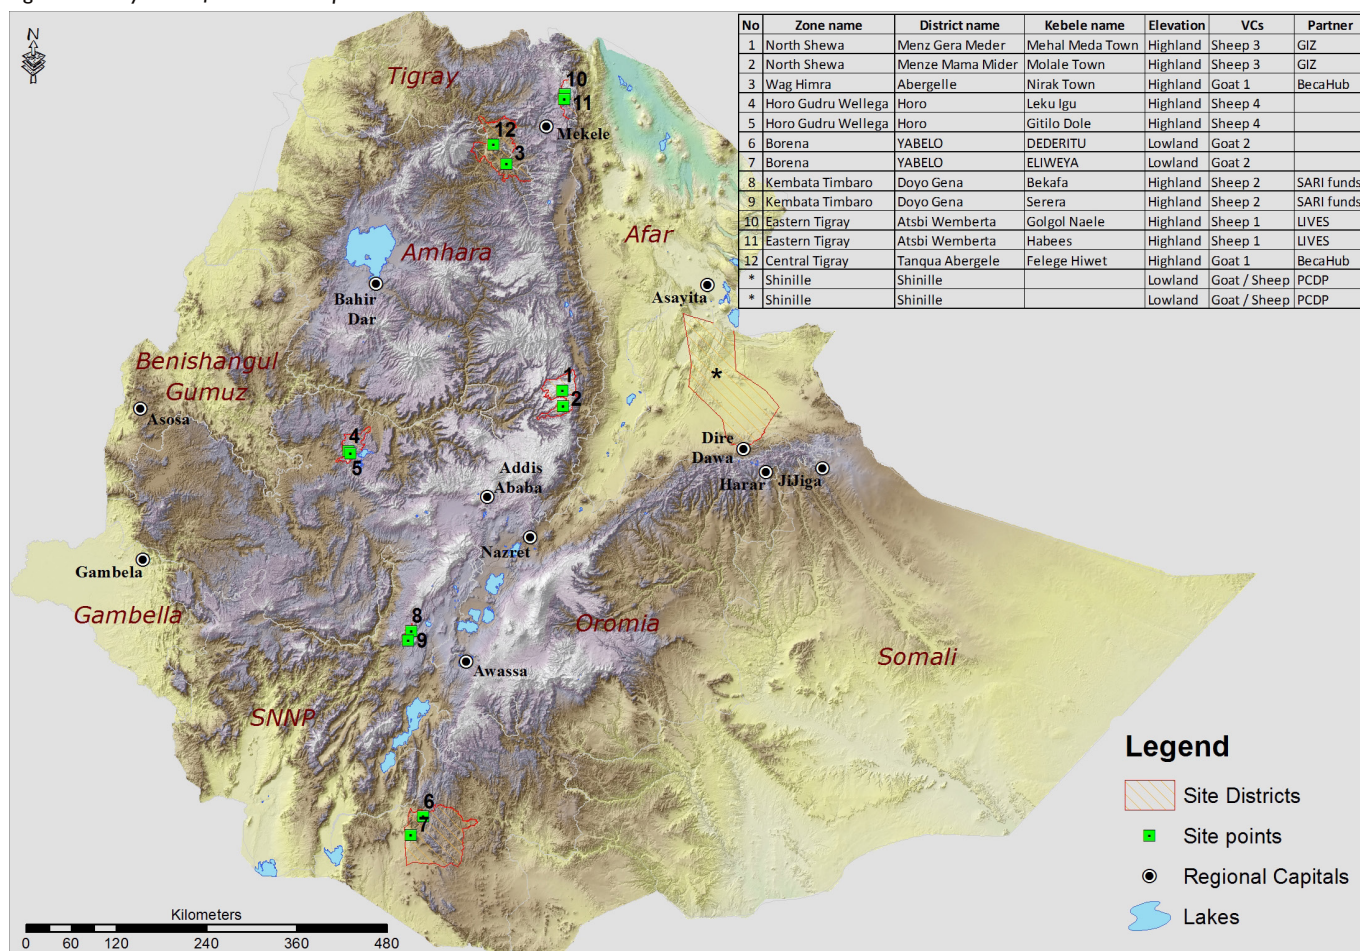 N
No Zone name District name Kebele name Elevation VCs Partner
1 North Shewa Menz Gera Meder Mehal Meda Town Highland Sheep 3 GIZ
2 North Shewa Menze Mama Mider Molale Town Highland Sheep 3 GIZ
3 Wag Himra Abergelle Nirak Town Highland Goat 1 BecaHub
4 Horo Gudru Wellega Horo Leku Igu Highland Sheep 4
5 Horo Gudru Wellega Horo Gitilo Dole Highland Sheep 4
6 Borena YABELO DEDERITU Lowland Goat 2
7 Borena YABELO ELIWEYA Lowland Goat 2
8 Kembata Timbaro Doyo Gena Bekafa Highland Sheep 2 SARI funds
9 Kembata Timbaro Doyo Gena Serera Highland Sheep 2 SARI funds
10 Eastern Tigray Atsbi Wemberta Golgol Naele Highland Sheep 1 LIVES
11 Eastern Tigray Atsbi Wemberta Habees Highland Sheep 1 LIVES
12 Central Tigray Tanqua Abergele Felege Hiwet Highland Goat 1 BecaHub
* Shinille Shinille Lowland Goat / Sheep PCDP
* Shinille Shinille Lowland Goat / Sheep PCDP
Tigray
10
11
12
Mekele
3
Afar
Amhara
Bahir
Dar
Asayita
Benishangul
Gumuz
*
1
2
Asosa
4
5
Dire
Dawa
Harar
JiJiga
Addis
Ababa
Nazret
Gambela
Gambella
8
9
Oromia
Somali
Awassa
SNNP
6
7
Legend
Site Districts
Site points
Regional Capitals
Lakes
Kilometers
0 60 120 240 360 480